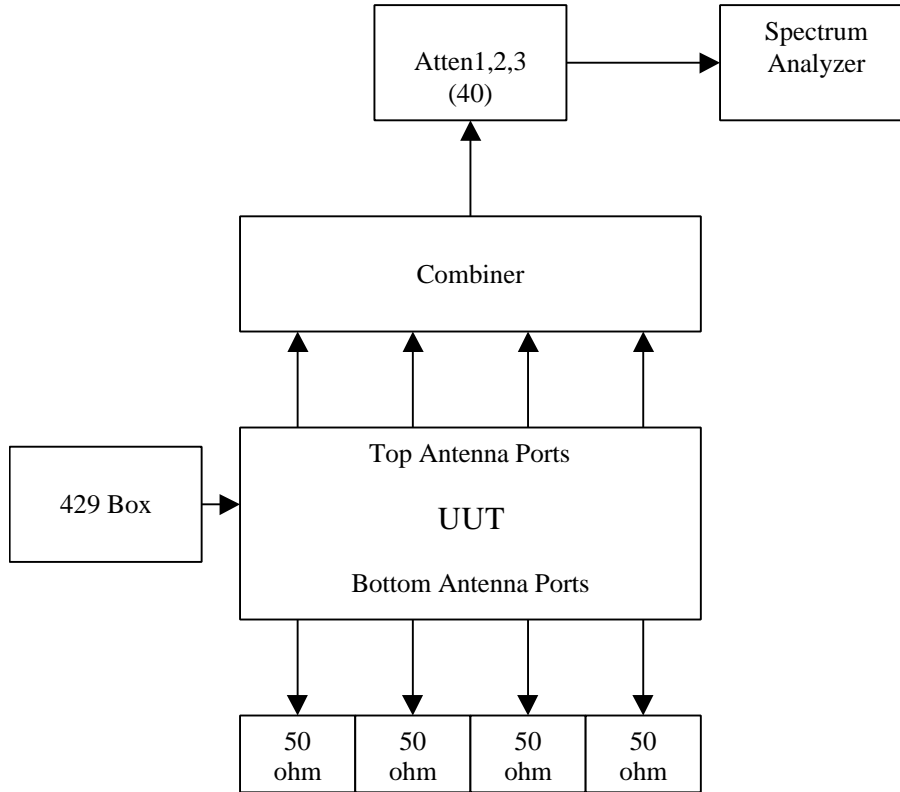 Atten1,2,3
(40)
Spectrum
Analyzer
Combiner
Top Antenna Ports
429 Box
UUT
Bottom Antenna Ports
50
ohm
50
ohm
50
ohm
50
ohm